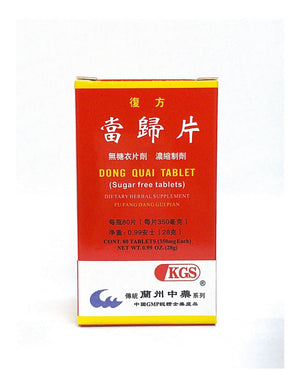 復方
當歸片
無糖衣片劑 濃缩制劑
DONG QUAI TABLET
(Sugar free tablets)
DIETARY HERBAL SUPPLEMENT
FU FANG DANG GUI PIAN
每瓶80片 (每片350毫克)
净重:0.99安士 (28克)
CONT. 80 TABLETS (350mg Each)
NET WT. 0.99 OZ. (28g)
KGS
®
傳統 蘭州中藥 系列